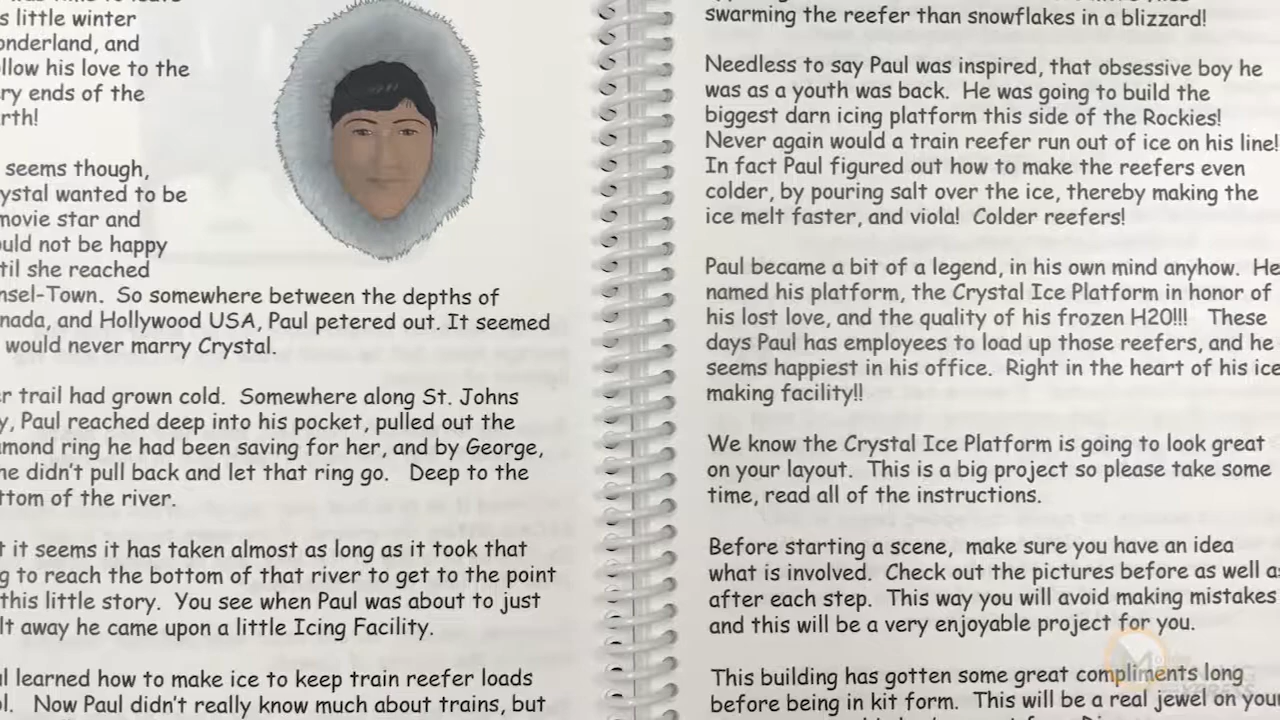 s little winter
onderland, and
llow his love to the
ry ends of the
rth!
seems though,
ystal wanted to be
movie star and
ould not be happy
til she reached
nsel-Town. So somewhere between the depths of
nada, and Hollywood USA, Paul petered out. It seemed
would never marry Crystal.
er trail had grown cold. Somewhere along St. Johns
y, Paul reached deep into his pocket, pulled out the
amond ring he had been saving for her, and by George,
he didn't pull back and let that ring go. Deep to the
ttom of the river.
t it seems it has taken almost as long as it took that
g to reach the bottom of that river to get to the point
this little story. You see when Paul was about to just
lt away he came upon a little Icing Facility.
ul learned how to make ice to keep train reefer loads
ol. Now Paul didn't really know much about trains, but
swarming the reefer than snowflakes in a blizzard!
Needless to say Paul was inspired, that obsessive boy he
was as a youth was back. He was going to build the
biggest darn icing platform this side of the Rockies!
Never again would a train reefer run out of ice on his line!
In fact Paul figured out how to make the reefers even
colder, by pouring salt over the ice, thereby making the
ice melt faster, and viola! Colder reefers!
Paul became a bit of a legend, in his own mind anyhow. He
named his platform, the Crystal Ice Platform in honor of
his lost love, and the quality of his frozen H20!!! These
days Paul has employees to load up those reefers, and he
seems happiest in his office. Right in the heart of his ice
making facility!!
We know the Crystal Ice Platform is going to look great
on your layout. This is a big project so please take some
time, read all of the instructions.
Before starting a scene, make sure you have an idea
what is involved. Check out the pictures before as well as
after each step. This way you will avoid making mistakes
and this will be a very enjoyable project for you.
This building has gotten some great compliments long
before being in kit form. This will be a real jewel on your